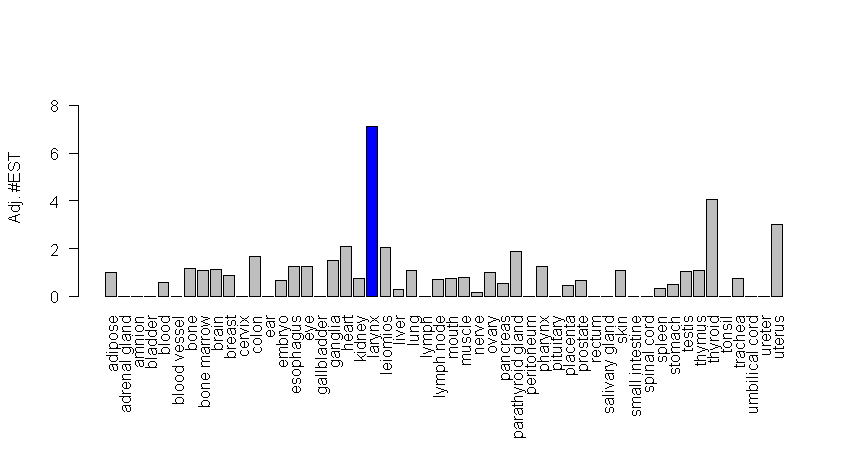 Adj. #EST
8
6
4
2
0
adipose
adrenal gland
amnion
bladder
blood
blood vessel
bone
bone marrow
brain
breast
cervix
colon
ear
embryo
esophagus
eye
gallbladder
ganglia
heart
kidney
larynx
leiomios
liver
lung
lymph
lymph node
mouth
muscle
nerve
ovary
pancreas
parathyroid gland
peritoneum
pharynx
pituitary
placenta
prostate
rectum
salivary gland
skin
small intestine
spinal cord
spleen
stomach
testis
thymus
thyroid
tonsil
trachea
umbilical cord
ureter
uterus